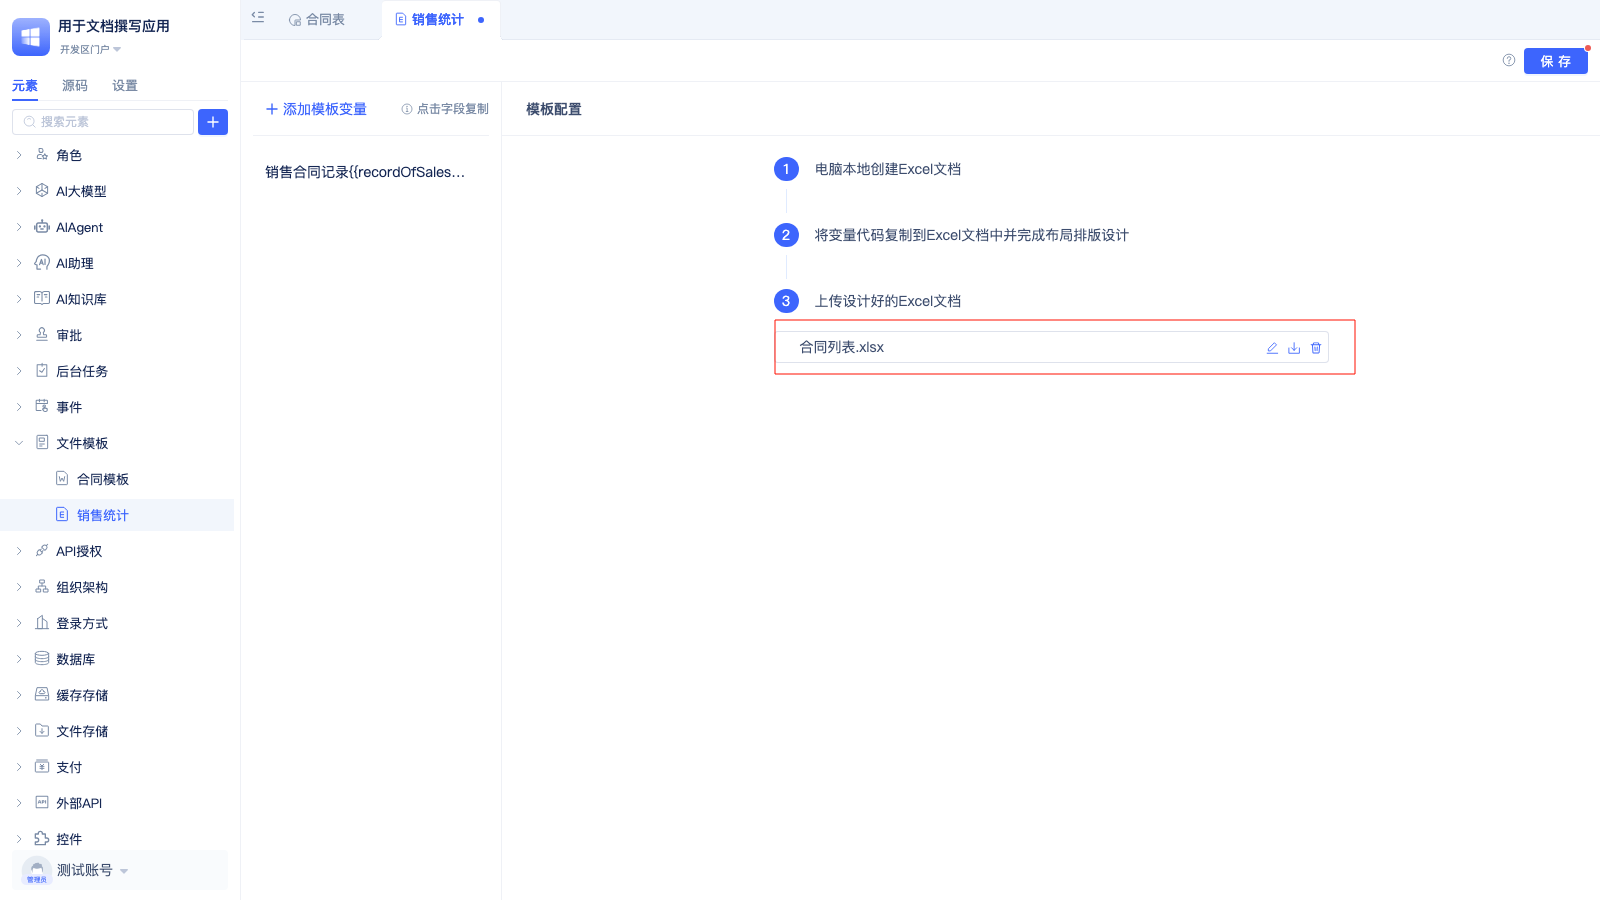 用于文档撰写应用
开发区门户
元素 源码 设置
搜索元素
角色
AI大模型
AIAgent
AI助理
AI知识库
审批
后台任务
事件
文件模板
合同模板
销售统计
API授权
组织架构
登录方式
数据库
缓存存储
文件存储
支付
外部API
控件
管理员
测试账号
合同表
销售统计
保存
添加模板变量
点击字段复制
销售合同记录{{recordOfSales...
模板配置
1 电脑本地创建Excel文档
2 将变量代码复制到Excel文档中并完成布局排版设计
3 上传设计好的Excel文档
合同列表.xlsx